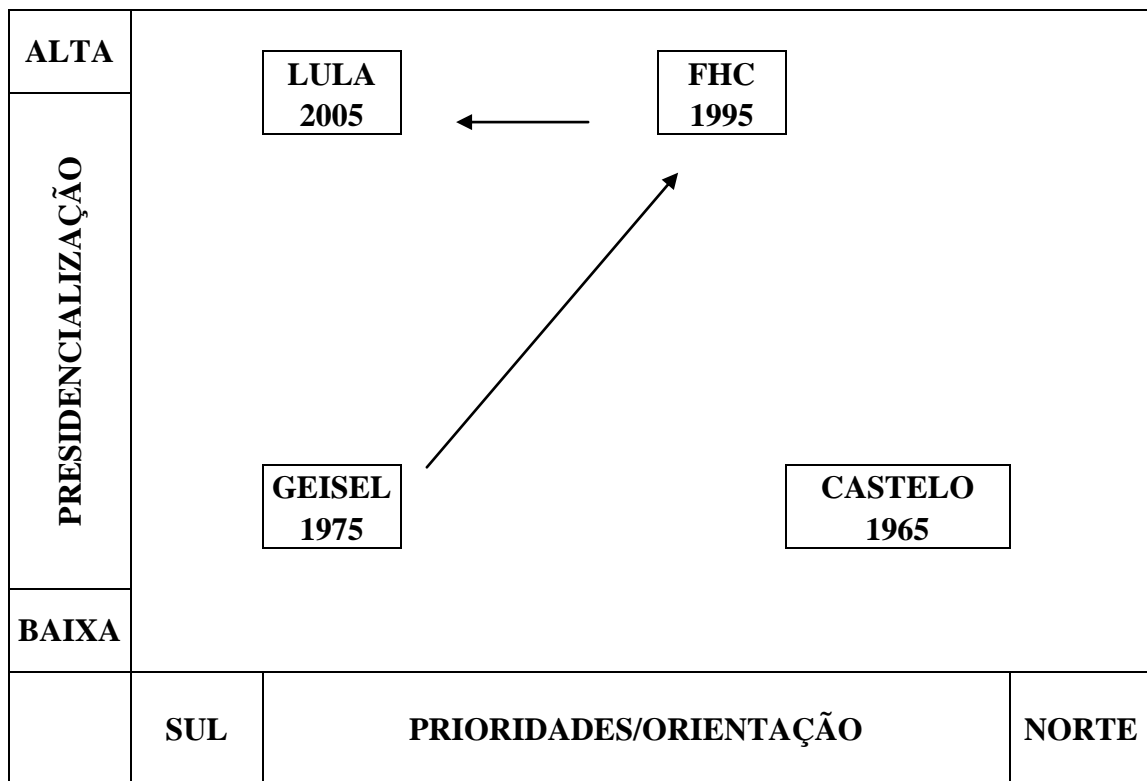 ALTA
LULA
2005
FHC
1995
PRESIDENCIALIZAÇÃO
GEISEL
1975
CASTELO
1965
BAIXA
SUL
PRIORIDADES/ORIENTAÇÃO
NORTE